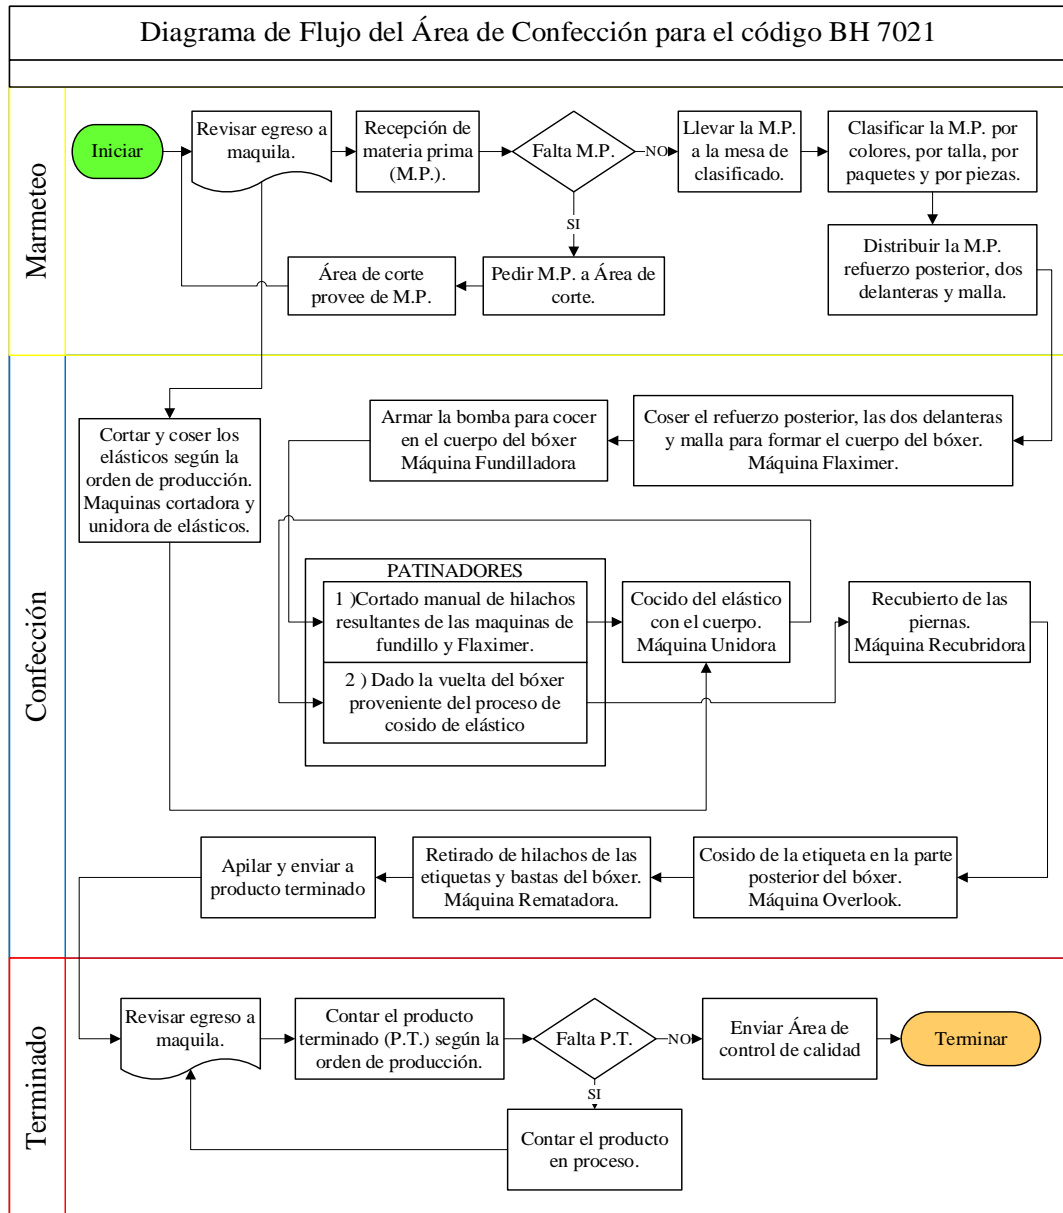 Diagrama de Flujo del Área de Confección para el código BH 7021
Marmeteo
Iniciar
Revisar egreso a
maquila.
Recepción de
materia prima
(M.P.).
Falta M.P.
NO
Llevar la M.P.
a la mesa de
clasificado.
Clasificar la M.P. por
colores, por talla, por
paquetes y por piezas.
SI
Distribuir la M.P.
refuerzo posterior, dos
delanteras y malla.
Pedir M.P. a Área de
corte.
Área de corte
provee de M.P.
Confección
Cortar y coser los
elásticos según la
orden de producción.
Maquinas cortadora y
unidora de elásticos.
Armar la bomba para cocer
en el cuerpo del bóxer
Máquina Fundilladora
Coser el refuerzo posterior, las dos delanteras
y malla para formar el cuerpo del bóxer.
Máquina Flaximer.
PATINADORES
1 )Cortado manual de hilachos
resultantes de las maquinas de
fundillo y Flaximer.
2 ) Dado la vuelta del bóxer
proveniente del proceso de
cosido de elástico
Cocido del elástico
con el cuerpo.
Máquina Unidora
Recubierto de las
piernas.
Máquina Recubridora
Apilar y enviar a
producto terminado
Retirado de hilachos de las
etiquetas y bastas del bóxer.
Máquina Rematadora.
Cosido de la etiqueta en la parte
posterior del bóxer.
Máquina Overlook.
Terminado
Revisar egreso a
maquila.
Contar el producto
terminado (P.T.) según la
orden de producción.
Falta P.T.
NO
Enviar Área de
control de calidad
Terminar
SI
Contar el producto
en proceso.